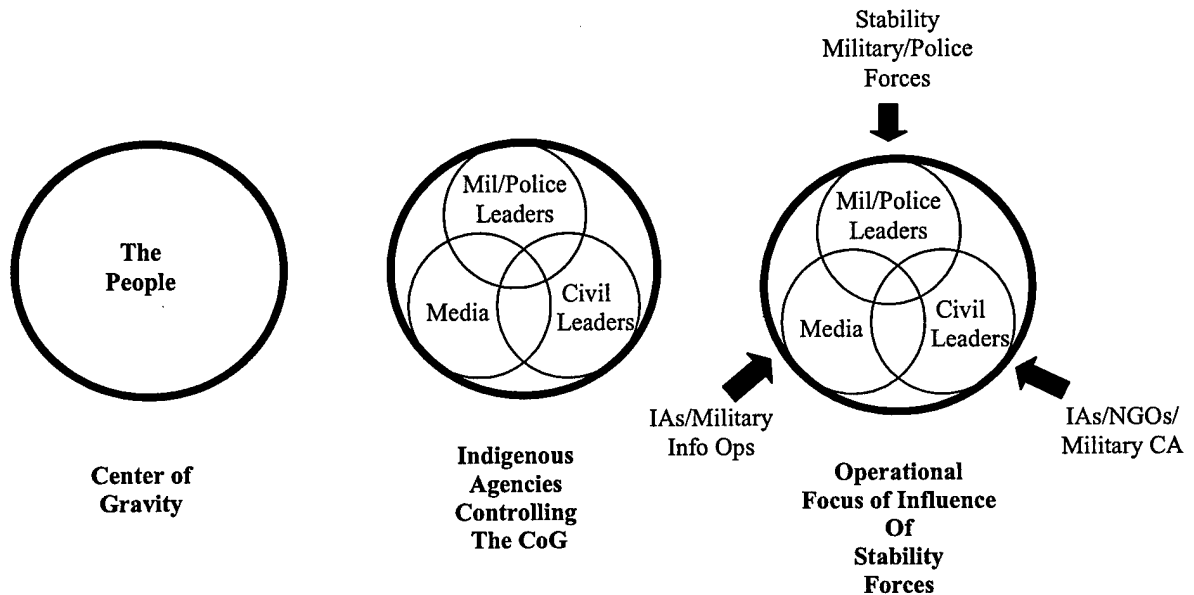 The
People
Center of
Gravity
Mil/Police
Leaders
Media
Civil
Leaders
Indigenous
Agencies
Controlling
The CoG
Stability
Military/Police
Forces
Mil/Police
Leaders
Media
Civil
Leaders
IAs/Military
Info Ops
IAs/NGOs/
Military CA
Operational
Focus of Influence
Of
Stability
Forces